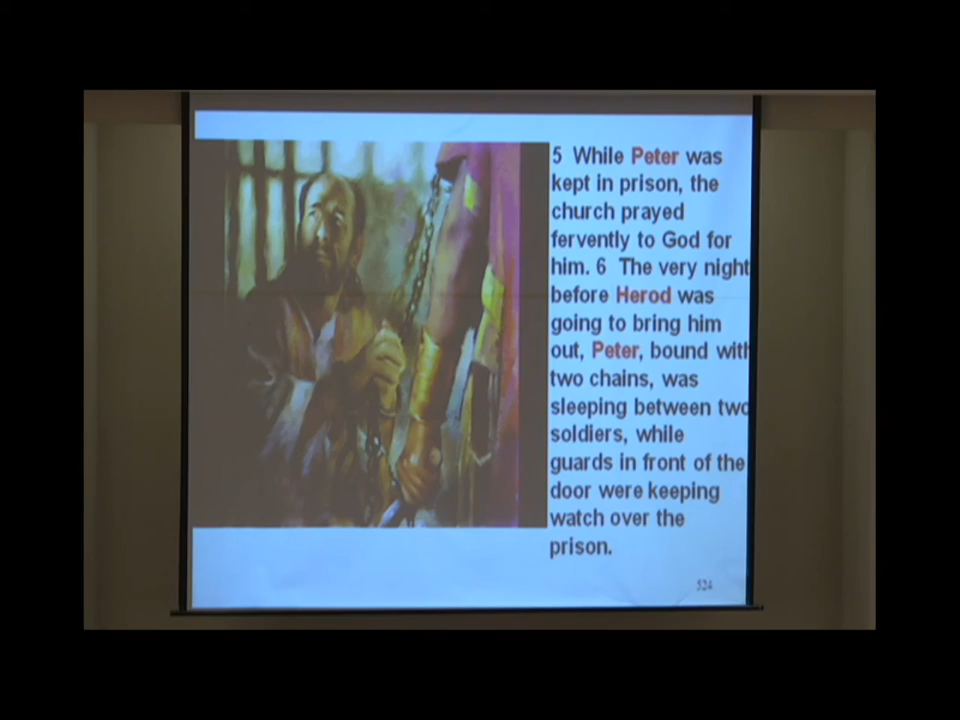 5 While Peter was
kept in prison, the
church prayed
fervently to God for
him. 6 The very night
before Herod was
going to bring him
out, Peter, bound with
two chains, was
sleeping between two
soldiers, while
guards in front of the
door were keeping
watch over the
prison.